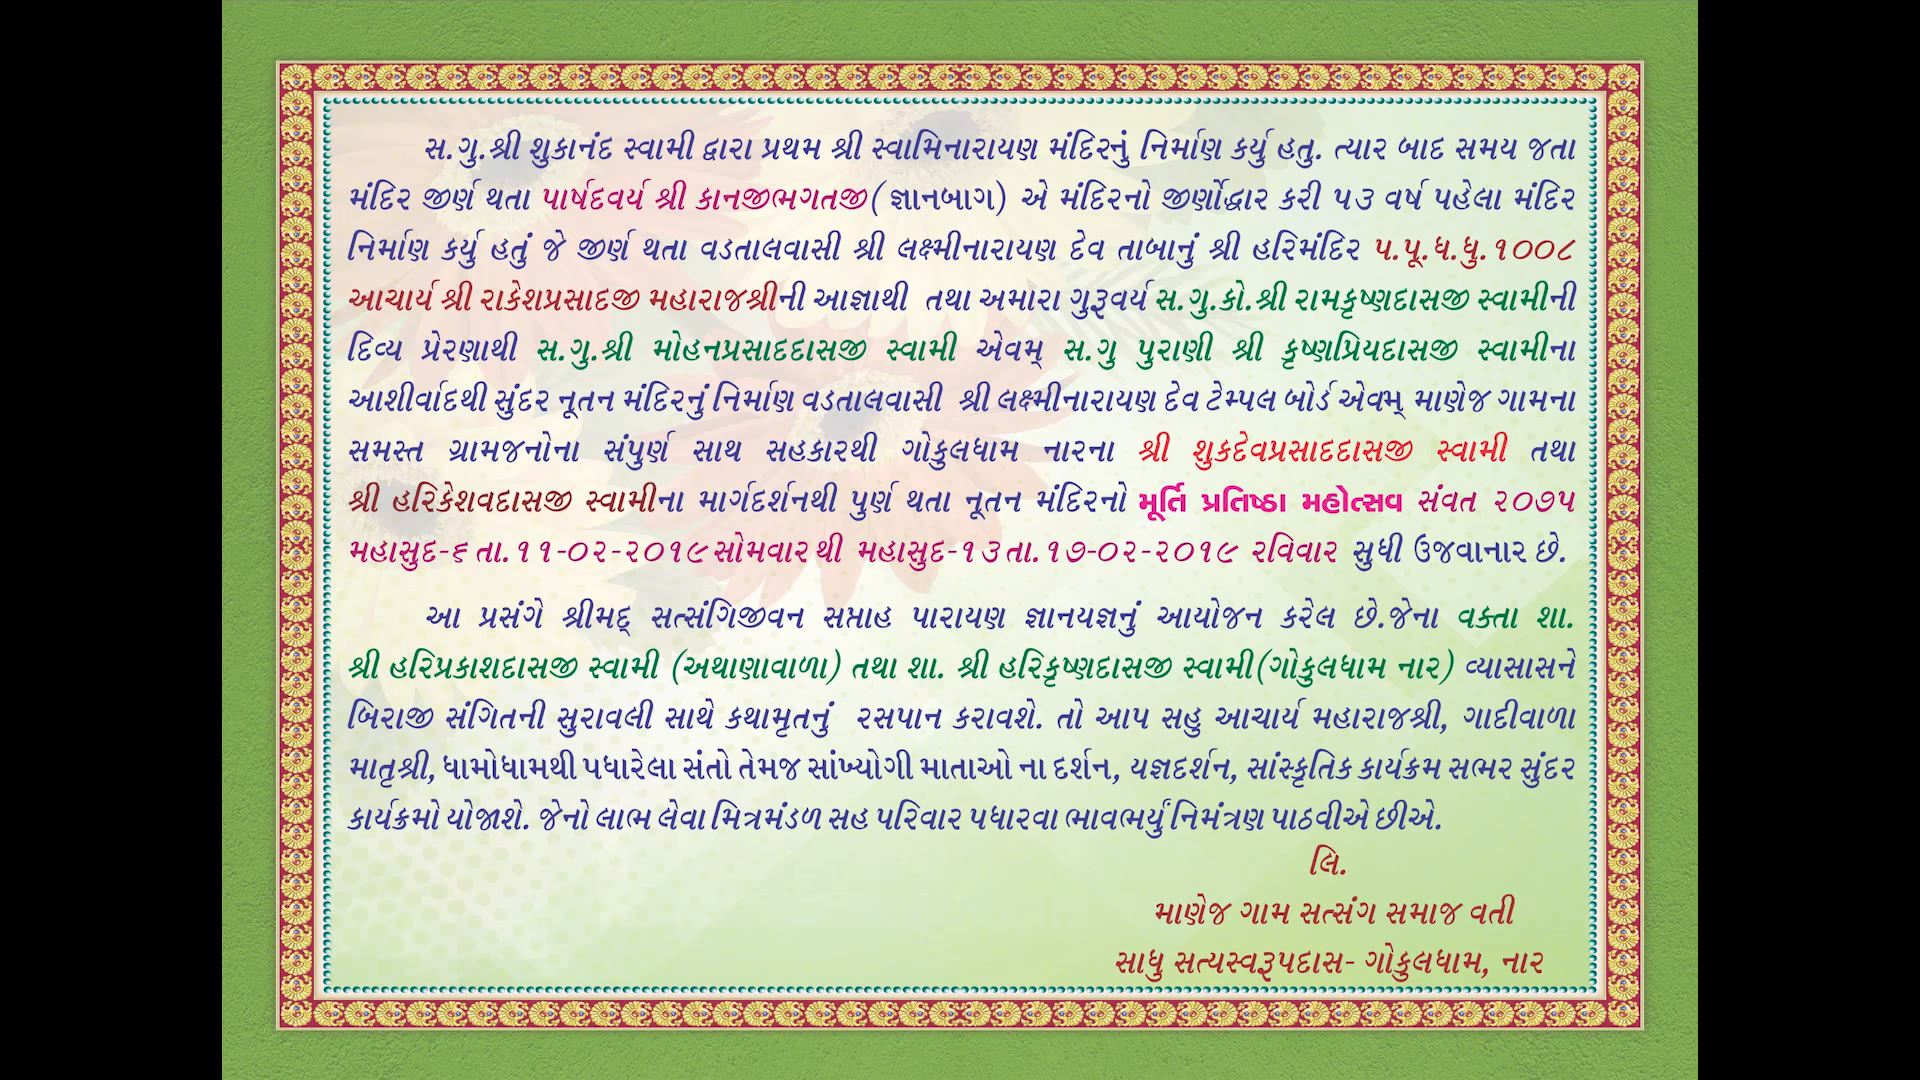 સ.ગુ.શ્રી શુકાનંદ સ્વામી દ્વારા પ્રથમ શ્રી સ્વામિનારાયણ મંદિરનું નિર્માણ કર્યુ હતુ. ત્યાર બાદ સમય જતા
મંદિર જીર્ણ થતા પાર્ષદવર્ય શ્રી કાનજીભગતજી(જ્ઞાનબાગ) એ મંદિરનો જીર્ણોદ્ધાર કરી ૫૩ વર્ષ પહેલા મંદિર
નિર્માણ કર્યુ હતું જે જીર્ણ થતા વડતાલવાસી શ્રી લક્ષ્મીનારાયણ દેવ તાબાનું શ્રી હરિમંદિર પ.પૂ.ધ.ધુ.૧૦૦૮
આચાર્ય શ્રી રાકેશપ્રસાદજી મહારાજશ્રીની આજ્ઞાથી તથા અમારા ગુરૂવર્ય સ.ગુ.કો.શ્રી રામકૃષ્ણદાસજી સ્વામીની
દિવ્ય પ્રેરણાથી સ.ગુ.શ્રી મોહનપ્રસાદદાસજી સ્વામી એવમ્ સ.ગુ પુરાણી શ્રી કૃષ્ણપ્રિયદાસજી સ્વામીના
આશીર્વાદથી સુંદર નૂતન મંદિરનું નિર્માણ વડતાલવાસી શ્રી લક્ષ્મીનારાયણ દેવ ટેમ્પલ બોર્ડ એવમ્ માણેજ ગામના
સમસ્ત ગ્રામજનોના સંપુર્ણ સાથ સહકારથી ગોકુલધામ નારના શ્રી શુકદેવપ્રસાદદાસજી સ્વામી તથા
શ્રી હરિકેશવદાસજી સ્વામીના માર્ગદર્શનથી પુર્ણ થતા નૂતન મંદિરનો મૂર્તિ પ્રતિષ્ઠા મહોત્સવ સંવત ૨૦૭૫
મહાસુદ-૬ તા.૧૧-૦૨-૨૦૧૯ સોમવાર થી મહાસુદ-૧૩ તા.૧૭-૦૨-૨૦૧૯ રવિવાર સુધી ઉજવાનાર છે.
આ પ્રસંગે શ્રીમદ્ સત્સંગિજીવન સપ્તાહ પારાયણ જ્ઞાનયજ્ઞનું આયોજન કરેલ છે.જેના વક્તા શા.
શ્રી હરિપ્રકાશદાસજી સ્વામી (અથાણાવાળા) તથા શા. શ્રી હરિકૃષ્ણદાસજી સ્વામી(ગોકુલધામ નાર) વ્યાસાસને
બિરાજી સંગિતની સુરાવલી સાથે કથામૃતનું રસપાન કરાવશે. તો આપ સહુ આચાર્ય મહારાજશ્રી, ગાદીવાળા
માતૃશ્રી, ધામોધામથી પધારેલા સંતો તેમજ સાંખ્યોગી માતાઓ ના દર્શન, યજ્ઞદર્શન, સાંસ્કૃતિક કાર્યક્રમ સભર સુંદર
કાર્યક્રમો યોજાશે. જેનો લાભ લેવા મિત્રમંડળ સહ પરિવાર પધારવા ભાવભર્યું નિમંત્રણ પાઠવીએ છીએ.
લિ.
માણેજ ગામ સત્સંગ સમાજ વતી
સાધુ સત્યસ્વરૂપદાસ- ગોકુલધામ, નાર